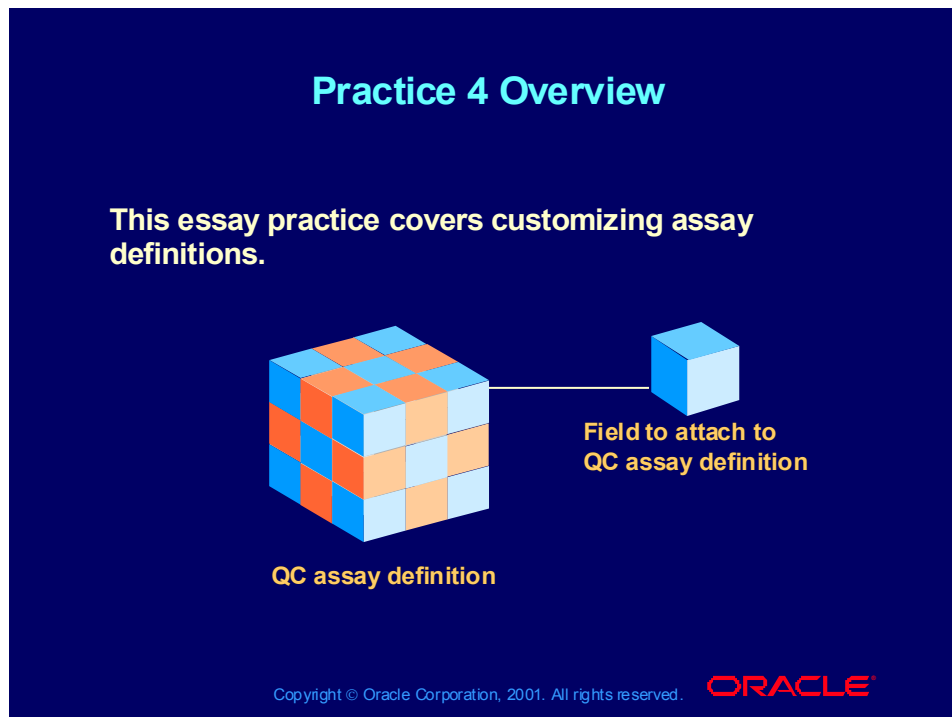 Practice 4 Overview
This essay practice covers customizing assay
definitions.
Field to attach to
QC assay definition
QC assay definition
Copyright © Oracle Corporation, 2001. All rights reserved.
ORACLE®